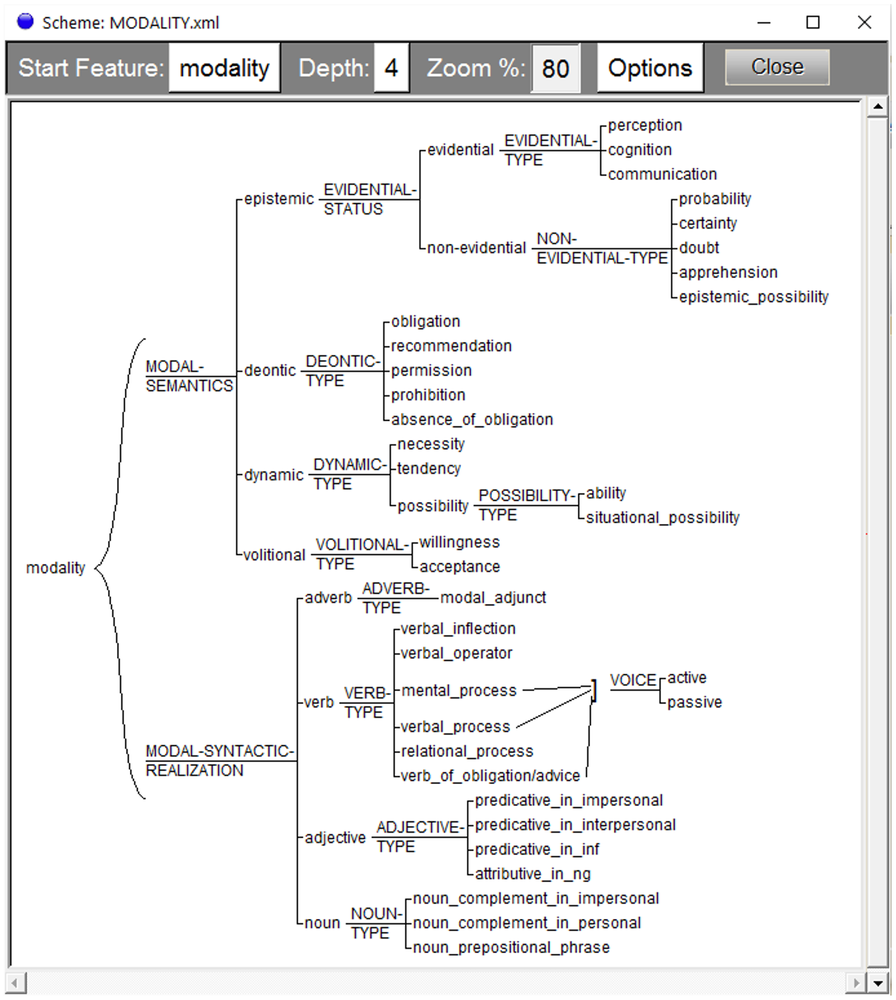 Scheme: MODALITY.xml
Start Feature: modality Depth: 4 Zoom %: 80 Options Close
perception
evidential EVIDENTIAL-
TYPE
cognition
communication
epistemic EVIDENTIAL-
STATUS
probability
certainty
non-evidential NON-
EVIDENTIAL-TYPE
doubt
apprehension
epistemic_possibility
MODAL-
SEMANTICS
obligation
recommendation
deontic DEONTIC-
TYPE
permission
prohibition
absence_of_obligation
necessity
dynamic DYNAMIC-
TYPE
tendency
possibility POSSIBILITY-
TYPE
ability
situational_possibility
volitional VOLITIONAL-
TYPE
willingness
acceptance
modality
adverb ADVERB-
TYPE
modal_adjunct
verbal_inflection
verbal_operator
verb VERB-
TYPE
mental_process
VOICE
active
passive
verbal_process
relational_process
verb_of_obligation/advice
MODAL-SYNTACTIC-
REALIZATION
predicative_in_impersonal
adjective ADJECTIVE-
TYPE
predicative_in_interpersonal
predicative_in_inf
attributive_in_ng
noun_complement_in_impersonal
noun NOUN-
TYPE
noun_complement_in_personal
noun_prepositional_phrase